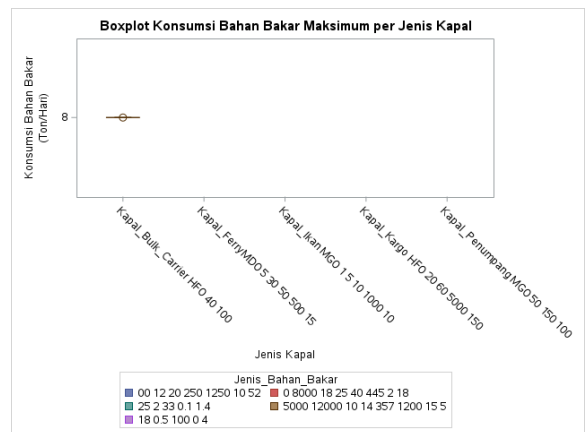 Boxplot Konsumsi Bahan Bakar Maksimum per Jenis Kapal
Konsumsi Bahan Bakar
(Ton/Hari)
8
Kapal_Bulk_Carrier HFO 40 100
Kapal_FerryMDO 5 30 50 500 15
Kapal_Ikan MGO 1.5 10 1000 10
Kapal_Kargo HFO 20 60 5000 150
Kapal_Penumpang MGO 50 150 100
Jenis Kapal
Jenis_Bahan_Bakar
00 12 20 250 1250 10 52
0 8000 18 25 40 445 2 18
25 2 33 0.1 1.4
5000 12000 10 14 357 1200 15 5
18 0.5 100 0 4